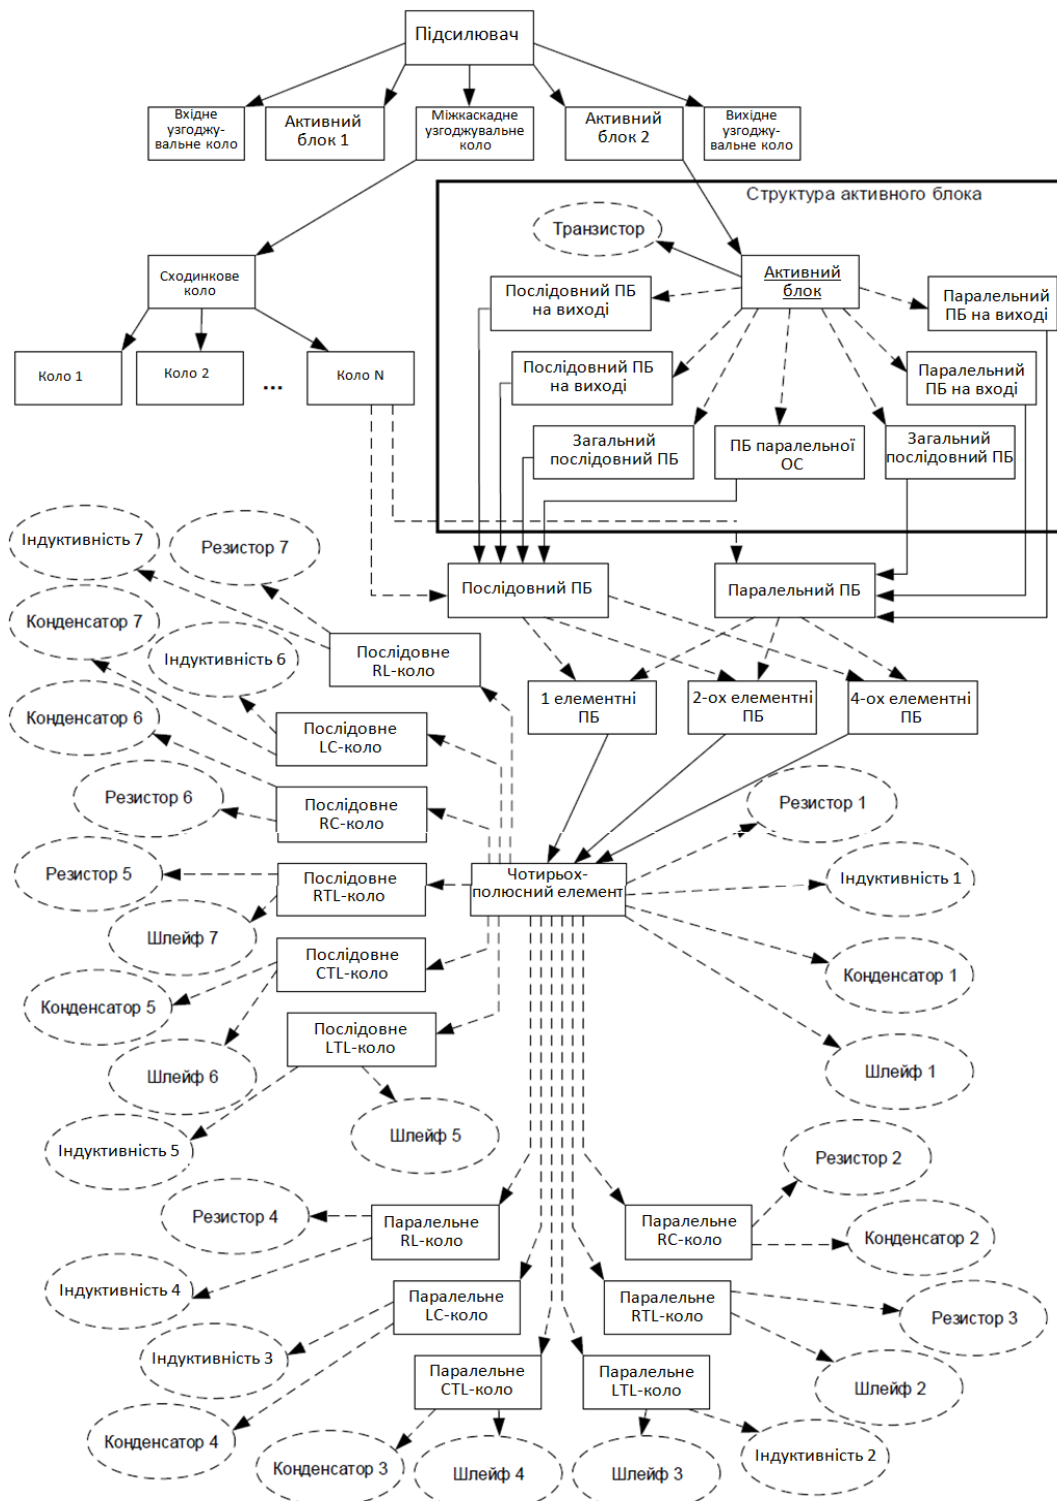 Підсилювач
Вхідне
узгоджу-
вальне коло
Активний
блок 1
Міжкаскадне
узгоджувальне
коло
Активний
блок 2
Вихідне
узгоджу-
вальне коло
Структура активного блока
Транзистор
Активний
блок
Сходинкове
коло
Послідовний ПБ
на виході
Паралельний
ПБ на виході
Коло 1
Коло 2
...
Коло N
Послідовний ПБ
на виході
Паралельний
ПБ на вході
Загальний
послідовний ПБ
ПБ паралельної
ОС
Загальний
послідовний ПБ
Індуктивність 7
Резистор 7
Послідовний ПБ
Паралельний ПБ
Конденсатор 7
Індуктивність 6
Послідовне
RL-коло
1 елементні
ПБ
2-ох елементні
ПБ
4-ох елементні
ПБ
Конденсатор 6
Послідовне
LC-коло
Резистор 6
Послідовне
RC-коло
Резистор 1
Резистор 5
Послідовне
RTL-коло
Чотирьох-
полюсний елемент
Індуктивність 1
Шлейф 7
Послідовне
CTL-коло
Конденсатор 1
Конденсатор 5
Послідовне
LTL-коло
Шлейф 6
Шлейф 1
Індуктивність 5
Шлейф 5
Резистор 2
Резистор 4
Паралельне
RL-коло
Паралельне
RC-коло
Конденсатор 2
Індуктивність 4
Паралельне
LC-коло
Паралельне
RTL-коло
Резистор 3
Індуктивність 3
Паралельне
CTL-коло
Паралельне
LTL-коло
Шлейф 2
Конденсатор 4
Конденсатор 3
Шлейф 4
Шлейф 3
Індуктивність 2